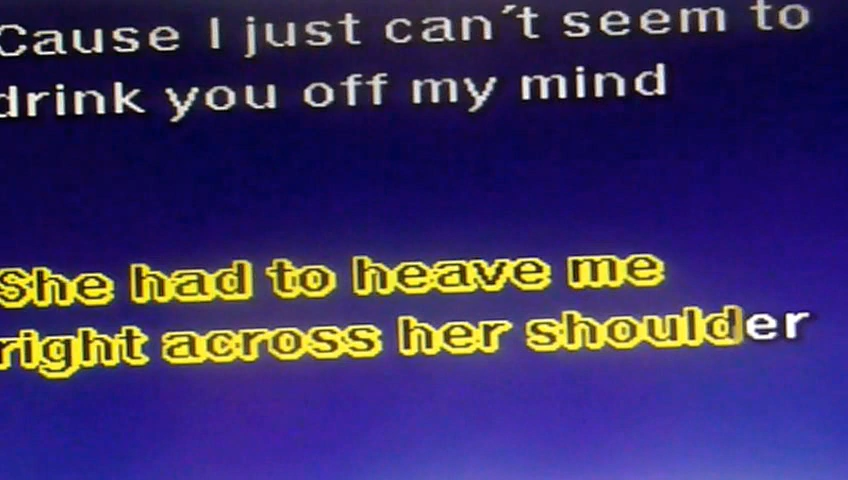 Cause I just can't seem to
drink you off my mind
She had to heave me
right across her shoulder